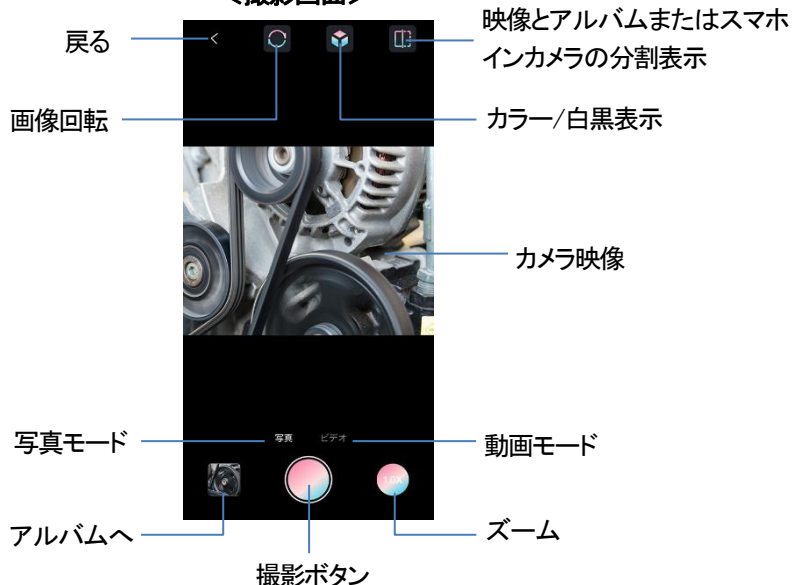 ＜撮影画面＞
戻る
映像とアルバムまたはスマホ
インカメラの分割表示
画像回転
カラー/白黒表示
カメラ映像
写真モード
写真
ビデオ
動画モード
1.0X
アルバムへ
ズーム
撮影ボタン